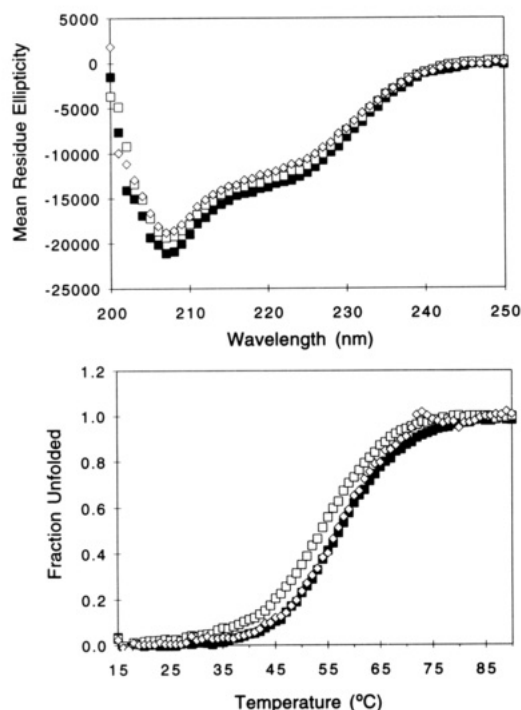 Mean Residue Ellipticity
0
-5000
-10000
-15000
-20000
-25000
200 210 220 230 240 250
Wavelength (nm)
Fraction Unfolded
1.2
1.0
0.8
0.6
0.4
0.2
0.0
15 25 35 45 55 65 75 85
Temperature (ºC)